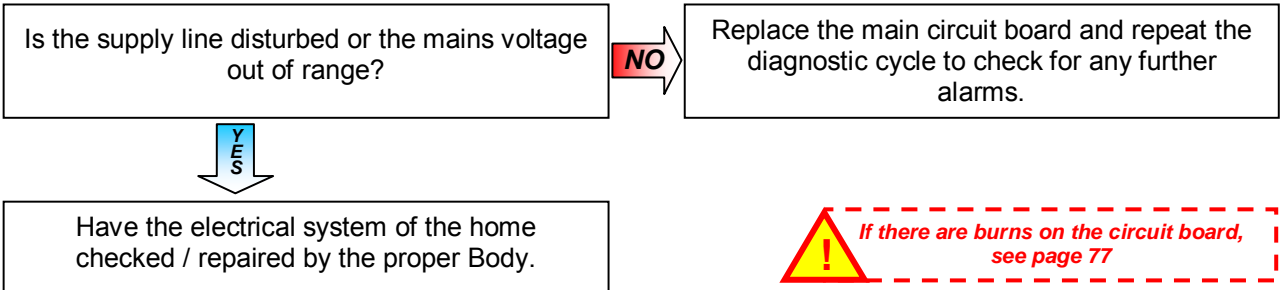 Is the supply line disturbed or the mains voltage
out of range?
NO
Replace the main circuit board and repeat the
diagnostic cycle to check for any further
alarms.
YES
Have the electrical system of the home
checked / repaired by the proper Body.
!
If there are burns on the circuit board,
see page 77